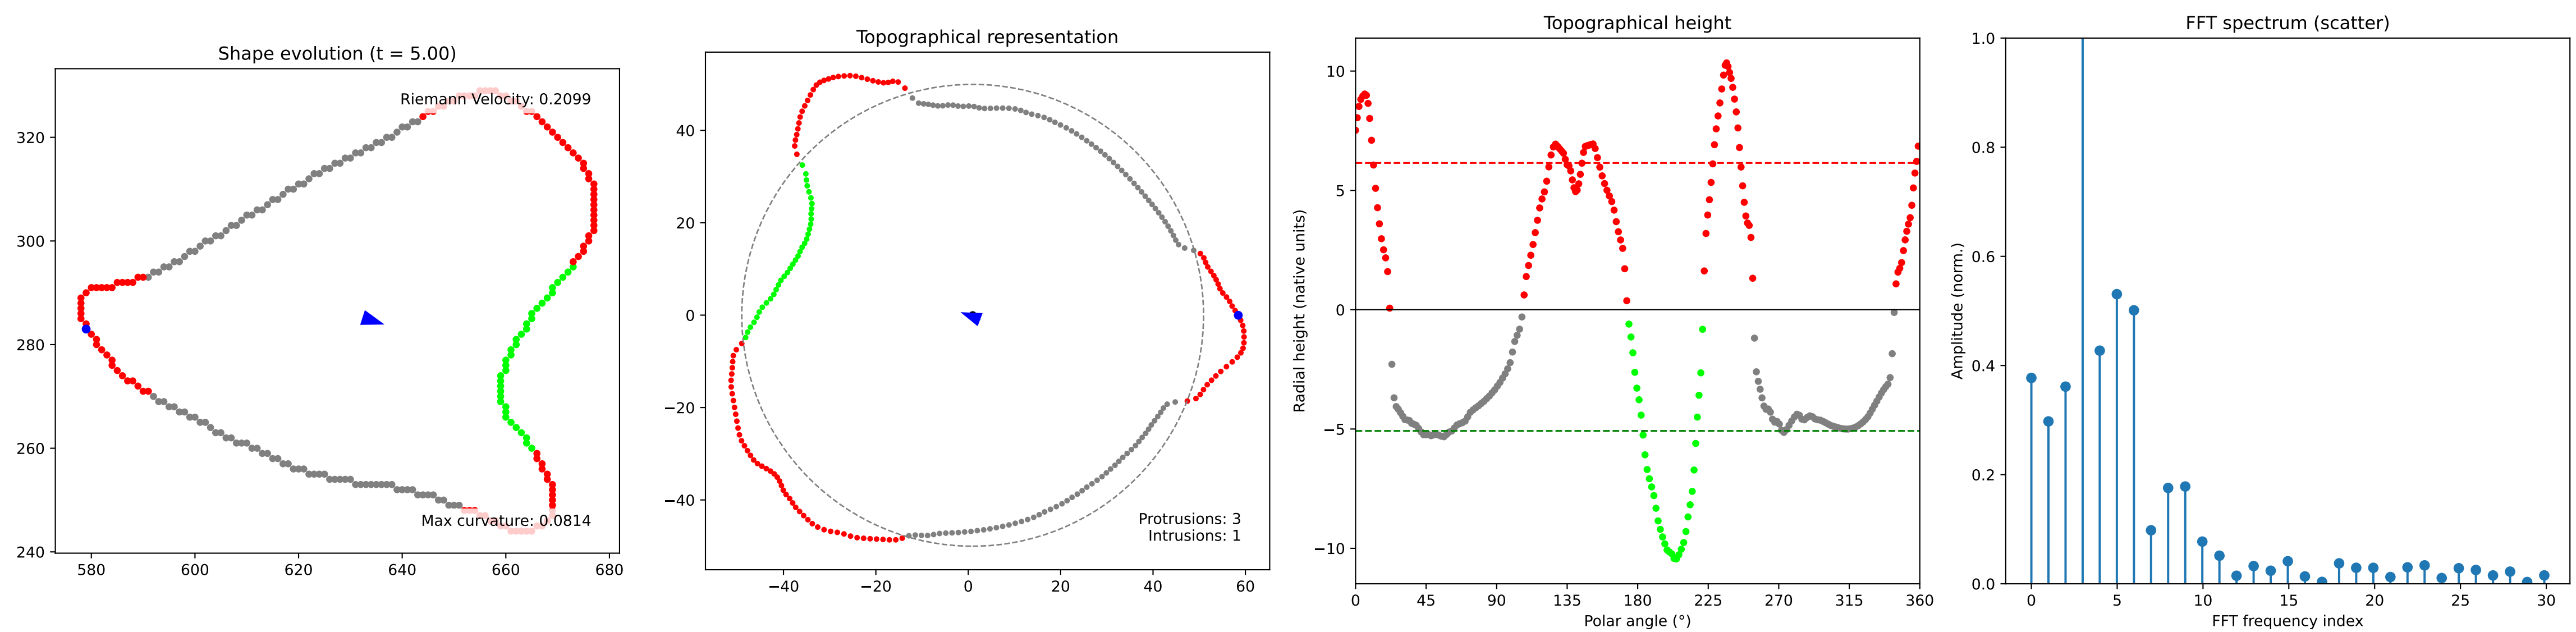 Shape evolution (t = 5.00)
Riemann Velocity: 0.2099
Max curvature: 0.0814
320
300
280
260
240
580 600 620 640 660 680
Topographical representation
40
20
0
−20
−40
−40 −20 0 20 40 60
Protrusions: 3
Intrusions: 1
Topographical height
Radial height (native units)
10
5
0
−5
−10
0 45 90 135 180 225 270 315 360
Polar angle (°)
FFT spectrum (scatter)
Amplitude (norm.)
1.0
0.8
0.6
0.4
0.2
0.0
0 5 10 15 20 25 30
FFT frequency index